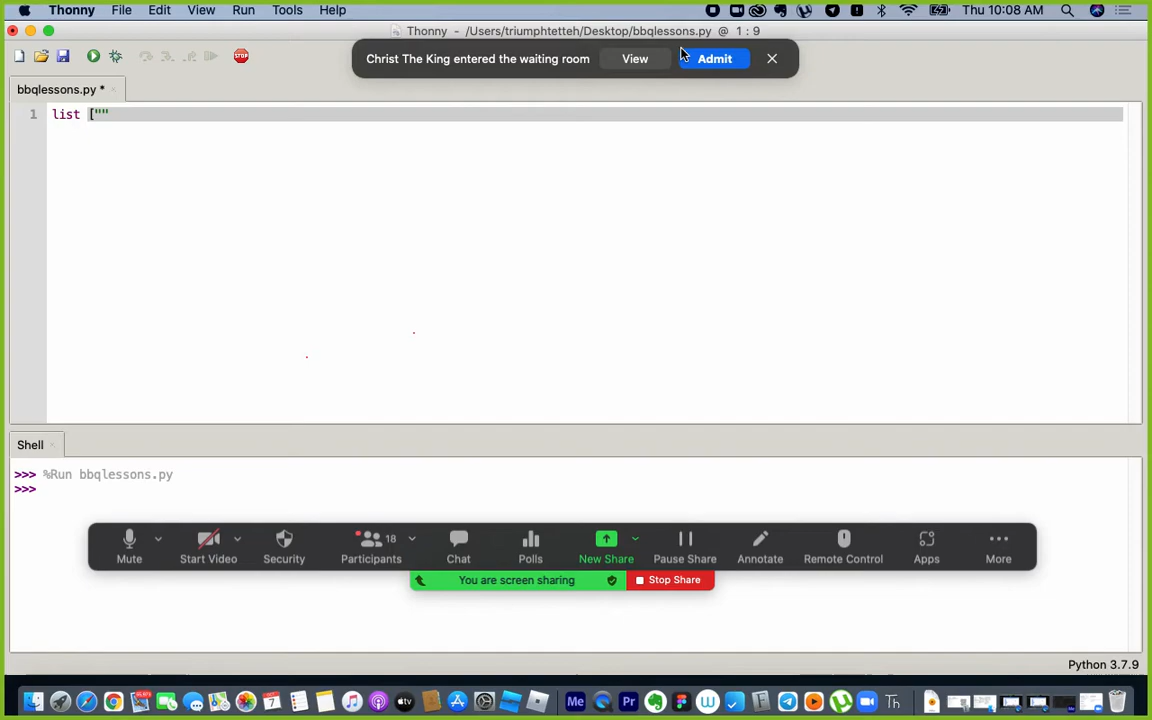 Thonny File Edit View Run Tools Help Thu 10:08 AM
Thonny - /Users/triumphtetteh/Desktop/bbqlessons.py @ 1 : 9
Christ The King entered the waiting room View Admit
bbqlessons.py *
1 list [""
Shell
>>> %Run bbqlessons.py
>>>
Mute Start Video Security Participants 18 Chat Polls New Share Pause Share Annotate Remote Control Apps More
You are screen sharing Stop Share
Python 3.7.9